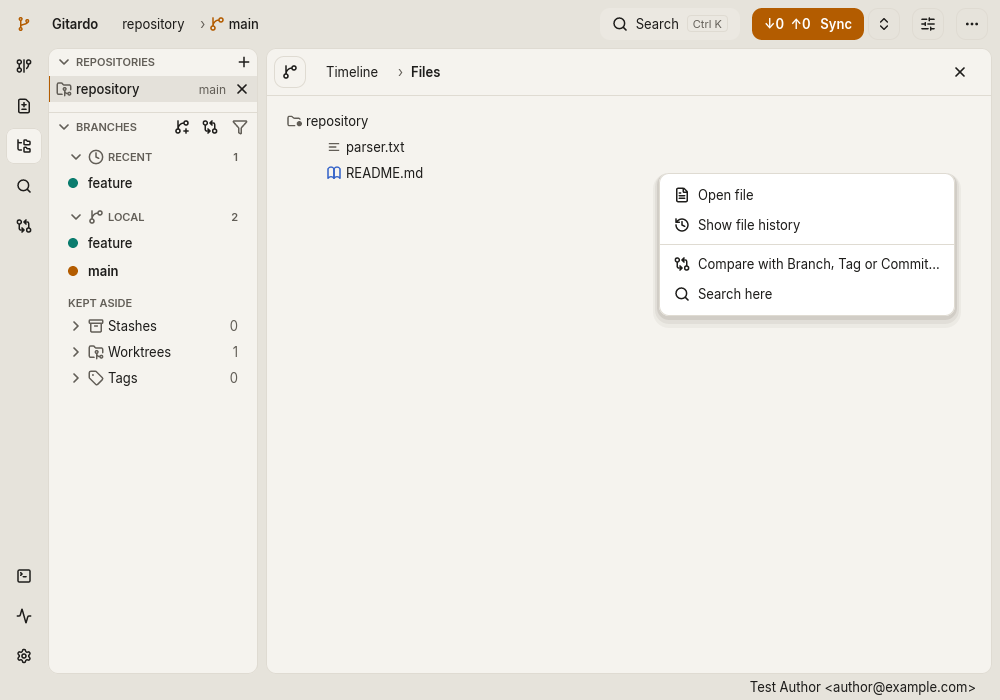 Gitardo repository › main Search Ctrl K ↓0 ↑0 Sync
REPOSITORIES
repository main
BRANCHES
RECENT 1
feature
LOCAL 2
feature
main
KEPT ASIDE
Stashes 0
Worktrees 1
Tags 0
Timeline › Files
repository
parser.txt
README.md
Open file
Show file history
Compare with Branch, Tag or Commit...
Search here
Test Author <author@example.com>